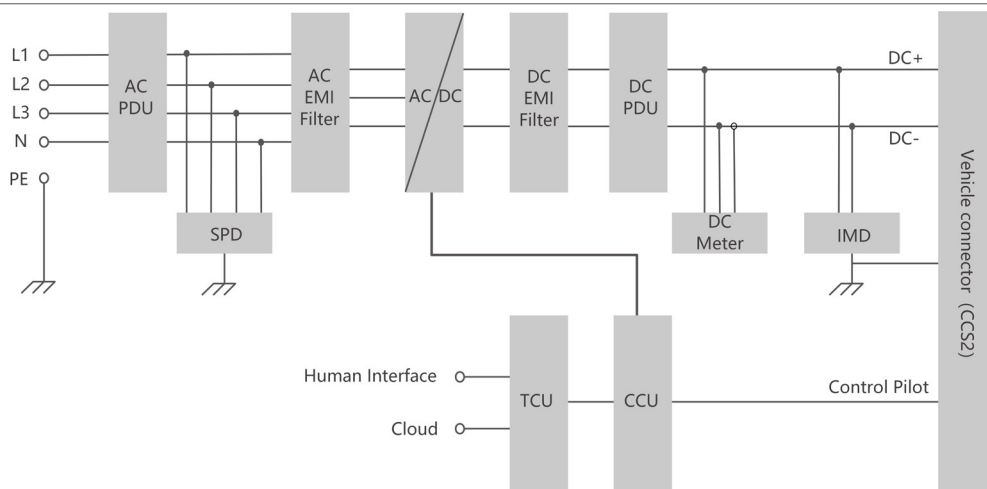 L1
L2
L3
N
PE
AC
PDU
SPD
AC
EMI
Filter
AC DC
DC
EMI
Filter
DC
PDU
DC
Meter
IMD
DC+
DC-
Vehicle connector (CCS2)
Human Interface
Cloud
TCU
CCU
Control Pilot